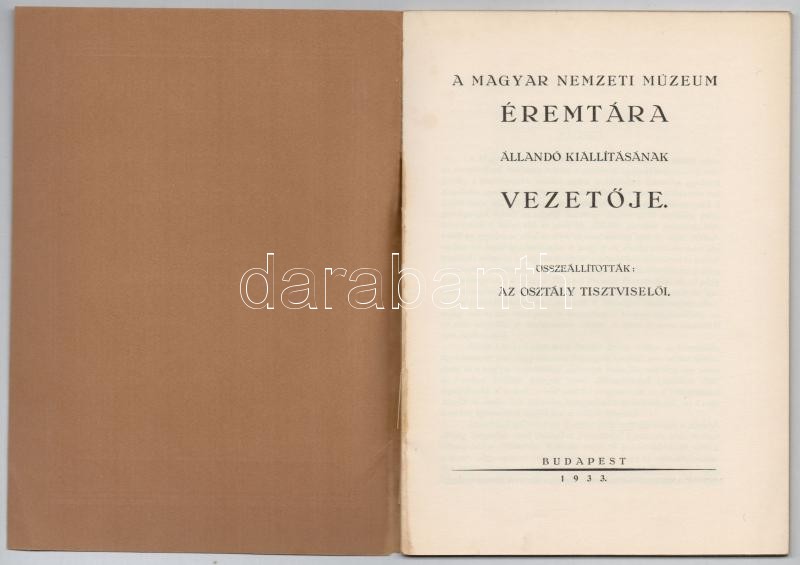 A MAGYAR NEMZETI MÚZEUM
ÉREMTÁRA
ÁLLANDÓ KIÁLLÍTÁSÁNAK
VEZETŐJE.
ÖSSZEÁLLÍTOTTÁK:
AZ OSZTÁLY TISZTVISELŐI.
darabanth
BUDAPEST
1933.